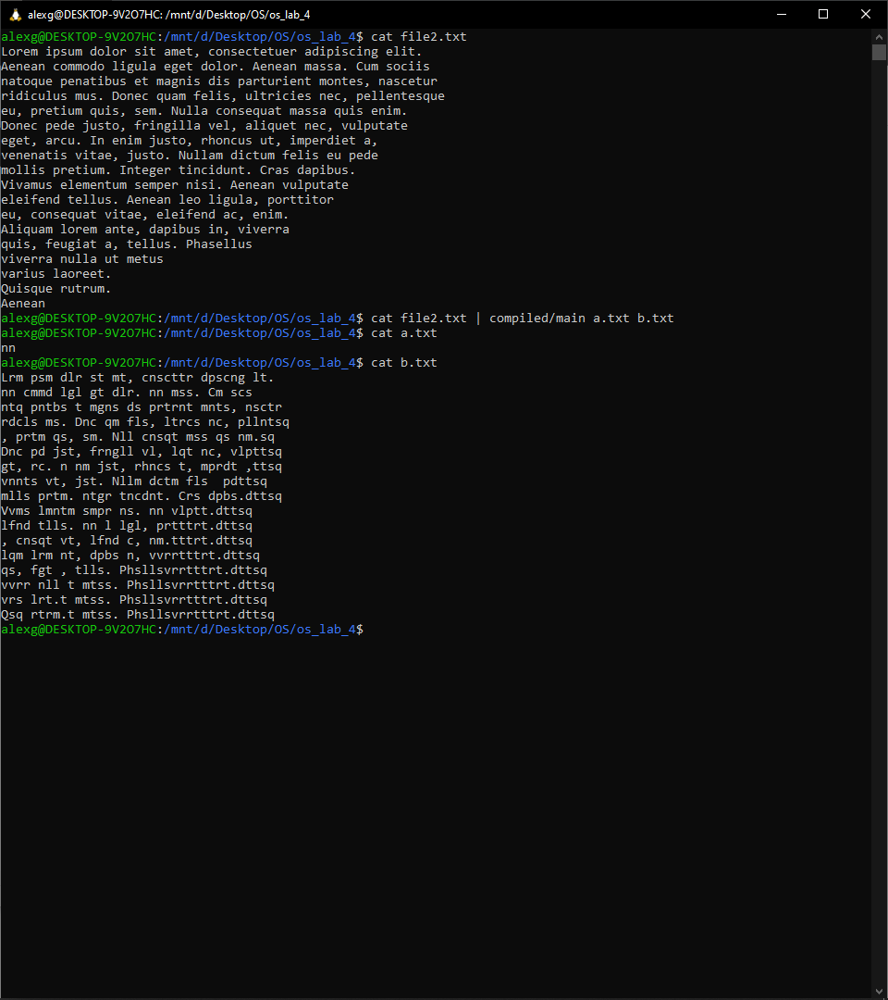 alexg@DESKTOP-9V2O7HC: /mnt/d/Desktop/OS/os_lab_4
alexg@DESKTOP-9V2O7HC:/mnt/d/Desktop/OS/os_lab_4$ cat file2.txt
Lorem ipsum dolor sit amet, consectetuer adipiscing elit.
Aenean commodo ligula eget dolor. Aenean massa. Cum sociis
natoque penatibus et magnis dis parturient montes, nascetur
ridiculus mus. Donec quam felis, ultricies nec, pellentesque
eu, pretium quis, sem. Nulla consequat massa quis enim.
Donec pede justo, fringilla vel, aliquet nec, vulputate
eget, arcu. In enim justo, rhoncus ut, imperdiet a,
venenatis vitae, justo. Nullam dictum felis eu pede
mollis pretium. Integer tincidunt. Cras dapibus.
Vivamus elementum semper nisi. Aenean vulputate
eleifend tellus. Aenean leo ligula, porttitor
eu, consequat vitae, eleifend ac, enim.
Aliquam lorem ante, dapibus in, viverra
quis, feugiat a, tellus. Phasellus
viverra nulla ut metus
varius laoreet.
Quisque rutrum.
Aenean
alexg@DESKTOP-9V2O7HC:/mnt/d/Desktop/OS/os_lab_4$ cat file2.txt | compiled/main a.txt b.txt
alexg@DESKTOP-9V2O7HC:/mnt/d/Desktop/OS/os_lab_4$ cat a.txt
nn
alexg@DESKTOP-9V2O7HC:/mnt/d/Desktop/OS/os_lab_4$ cat b.txt
Lrm psm dlr st mt, cnscttr dpscng lt.
nn cmmd lgl gt dlr. nn mss. Cm scs
ntq pntbs t mgns ds prtrnt mnts, nsctr
rdcls ms. Dnc qm fls, ltrcs nc, pllntsq
, prtm qs, sm. Nll cnsqt mss qs nm.sq
Dnc pd jst, frngll vl, lqt nc, vlpttsq
gt, rc. n nm jst, rhncs t, mprdt ,ttsq
vnnts vt, jst. Nllm dctm fls  pdttsq
mlls prtm. ntgr tncdnt. Crs dpbs.dttsq
Vvms lmntm smpr ns. nn vlptt.dttsq
lfnd tlls. nn l lgl, prtttrt.dttsq
, cnsqt vt, lfnd c, nm.tttrt.dttsq
lqm lrm nt, dpbs n, vvrrtttrt.dttsq
qs, fgt , tlls. Phsllsvrrtttrt.dttsq
vvrr nll t mtss. Phsllsvrrtttrt.dttsq
vrs lrt.t mtss. Phsllsvrrtttrt.dttsq
Qsq rtrm.t mtss. Phsllsvrrtttrt.dttsq
alexg@DESKTOP-9V2O7HC:/mnt/d/Desktop/OS/os_lab_4$